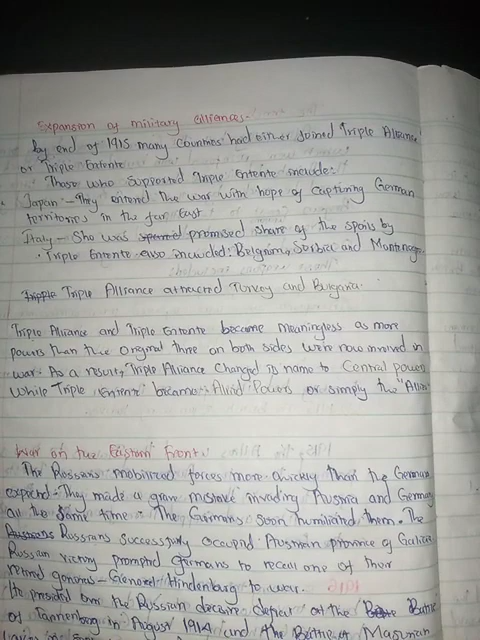 Expansion of military alliences.
By end of 1915 many countries had either joined Triple Alliance
or Triple Entente
Those who supported Triple Entente include:
Japan - They entered the war with hope of capturing German
territories in the far East
Italy - She was promised share of the spoils by
Triple Entente also included: Belgium, Serbia and Montenegro
Tripple Triple Alliance attracted Turkey and Bulgaria.
Triple Alliance and Triple Entente became meaningless as more
powers than the original three on both sides were now involved in
war. As a result, Triple Alliance changed is name to Central powers
while Triple Entente became Allied Powers or simply the "Allies
War on the Eastern Front.
The Russians mobilized forces more quickly than the Germans
expected. They made a grave mistake invading Austria and Germany
at the same time. The Germans soon humiliated them. The
Russians successfully occupied Austrian province of Galicia
Russian victory prompted Germans to recall one of their
retired generals - General Hindenburg to war.
He presided over the Russian decisive defeat at the Battle
of Tannenburg in August 1914 and the Battle of Masurian